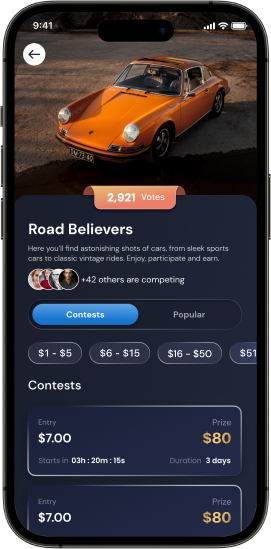 9:41
2,921 Votes
Road Believers
Here you'll find astonishing shots of cars, from sleek sports
cars to classic vintage rides. Enjoy, participate and earn.
+42 others are competing
Contests Popular
$1 - $5 $6 - $15 $16 - $50 $51
Contests
Entry Prize
$7.00 $80
Starts in 03h : 20m : 15s Duration 3 days
Entry Prize
$7.00 $80